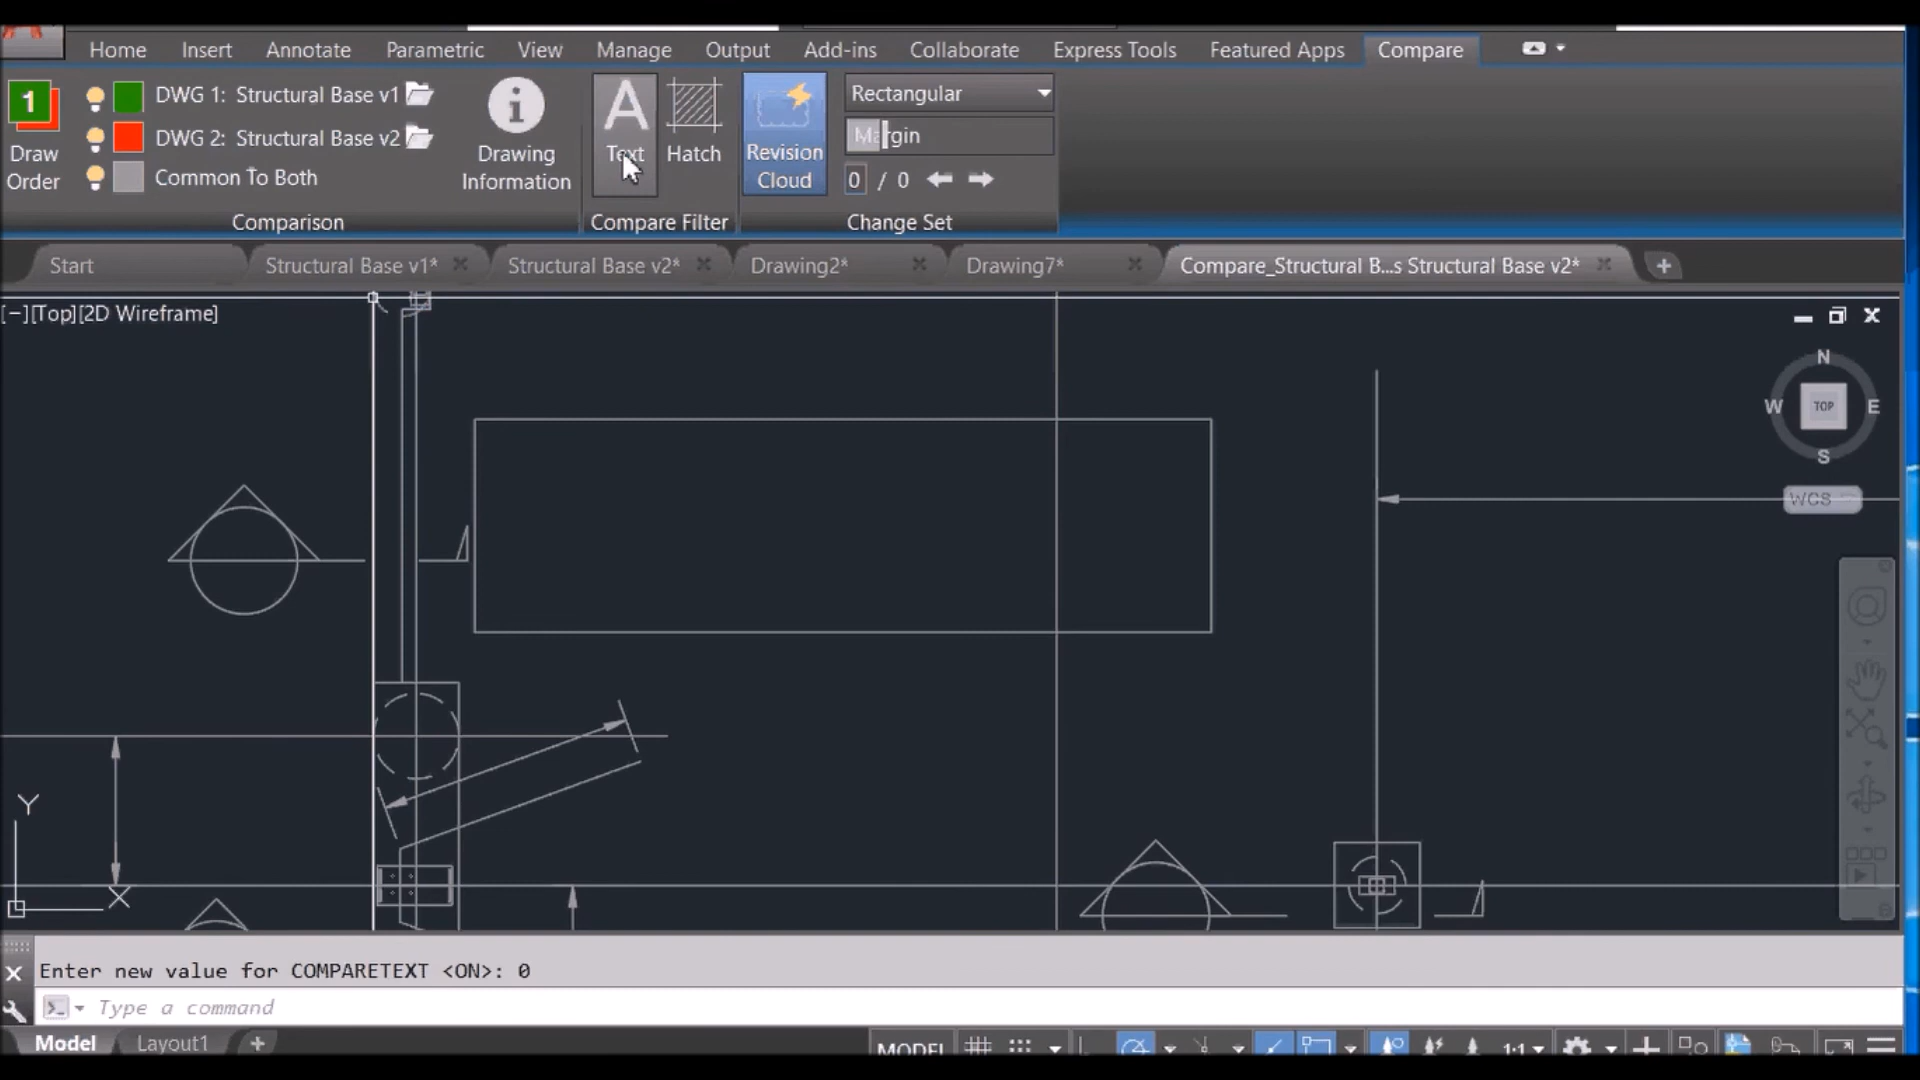 Home Insert Annotate Parametric View Manage Output Add-ins Collaborate Express Tools Featured Apps Compare
1
DWG 1: Structural Base v1
DWG 2: Structural Base v2
Common To Both
Draw
Order
Drawing
Information
A
Text
Hatch
Revision
Cloud
Rectangular
Margin
0 / 0
Comparison
Compare Filter
Change Set
Start Structural Base v1* Structural Base v2* Drawing2* Drawing7* Compare_Structural B...s Structural Base v2*
[−][Top][2D Wireframe]
N
W TOP E
S
WCS
Y
X
Enter new value for COMPARETEXT <ON>: 0
Type a command
Model Layout1 +
MODEL 1:1